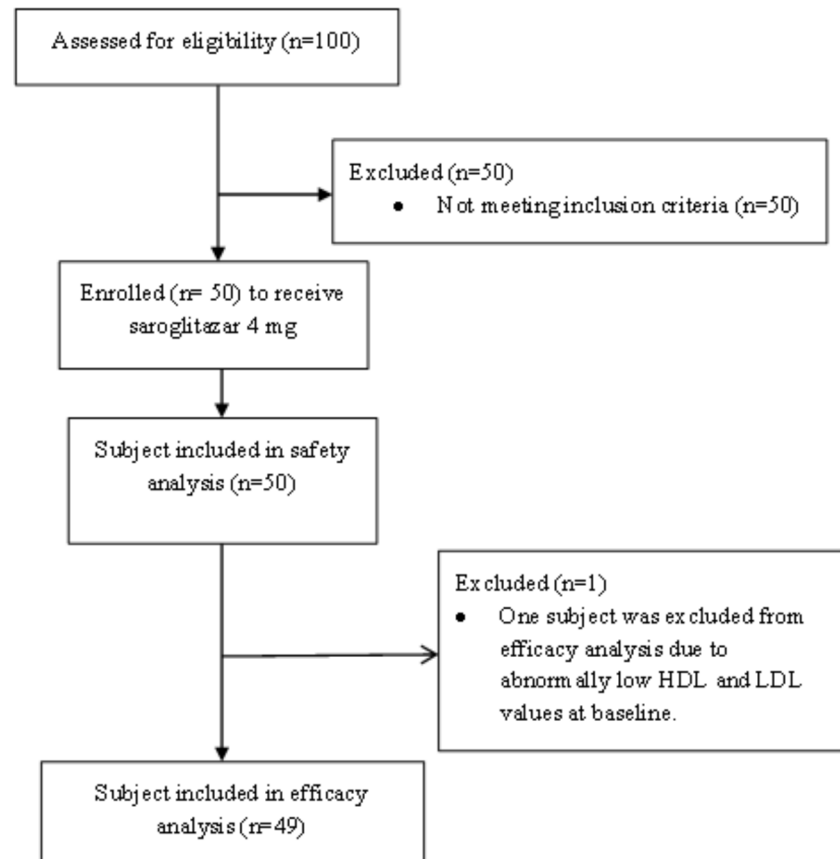 Assessed for eligibility (n=100)
Excluded (n=50)
• Not meeting inclusion criteria (n=50)
Enrolled (n= 50) to receive
saroglitazar 4 mg
Subject included in safety
analysis (n=50)
Excluded (n=1)
• One subject was excluded from
efficacy analysis due to
abnormally low HDL and LDL
values at baseline.
Subject included in efficacy
analysis (n=49)